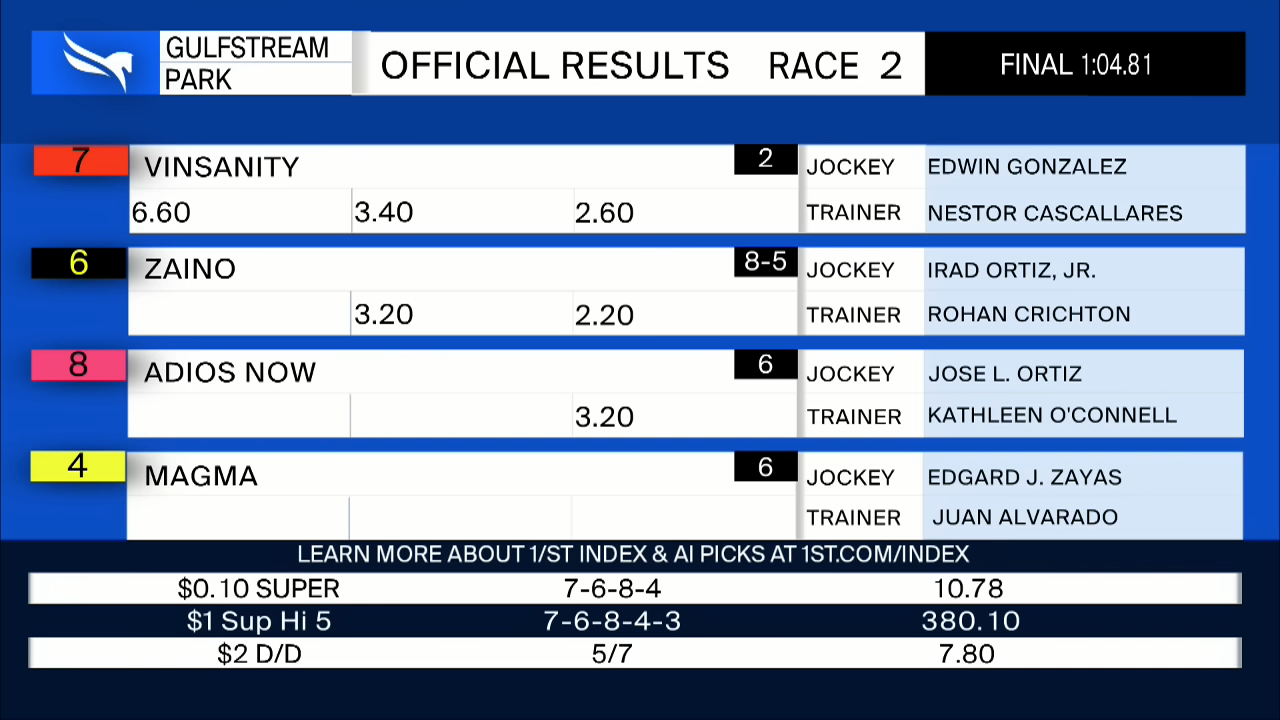 GULFSTREAM PARK OFFICIAL RESULTS RACE 2 FINAL 1:04.81
7 VINSANITY 2 JOCKEY EDWIN GONZALEZ
6.60 3.40 2.60 TRAINER NESTOR CASCALLARES
6 ZAINO 8-5 JOCKEY IRAD ORTIZ, JR.
3.20 2.20 TRAINER ROHAN CRICHTON
8 ADIOS NOW 6 JOCKEY JOSE L. ORTIZ
3.20 TRAINER KATHLEEN O'CONNELL
4 MAGMA 6 JOCKEY EDGARD J. ZAYAS
TRAINER JUAN ALVARADO
LEARN MORE ABOUT 1/ST INDEX & AI PICKS AT 1ST.COM/INDEX
$0.10 SUPER 7-6-8-4 10.78
$1 Sup Hi 5 7-6-8-4-3 380.10
$2 D/D 5/7 7.80